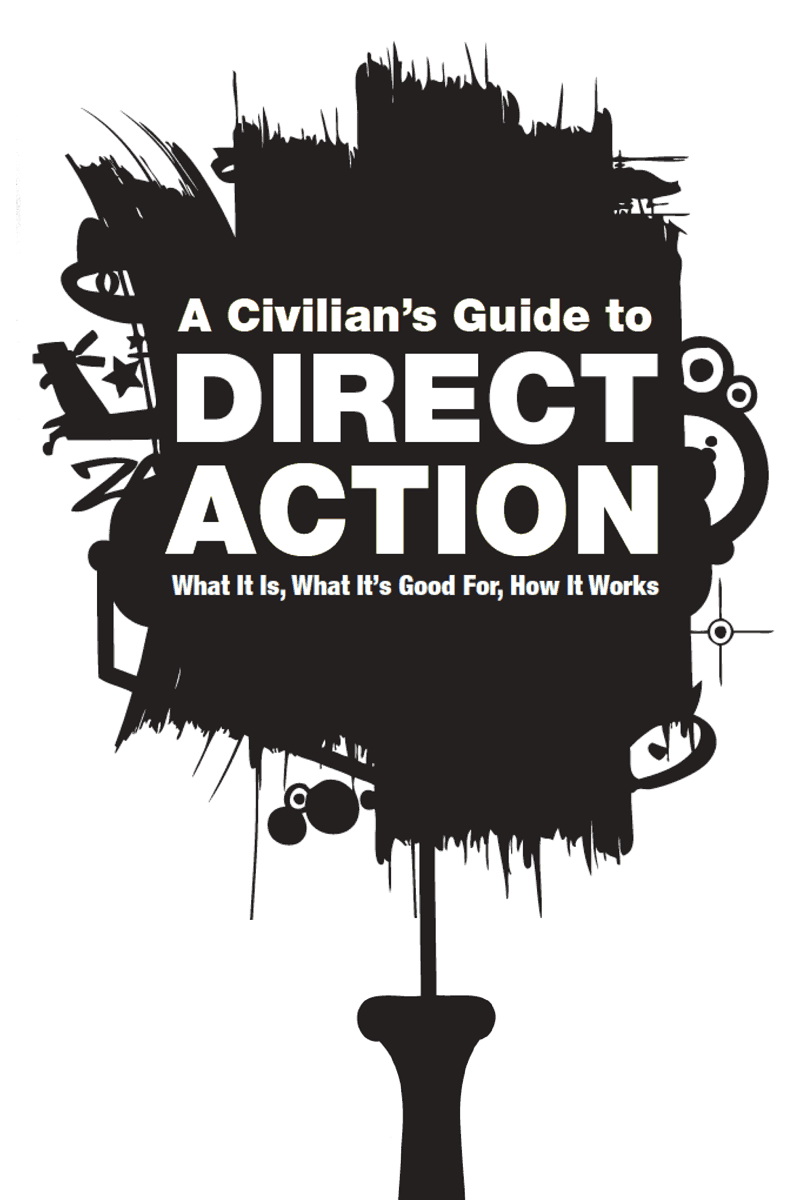 A Civilian’s Guide to
DIRECT
ACTION
What It Is, What It’s Good For, How It Works